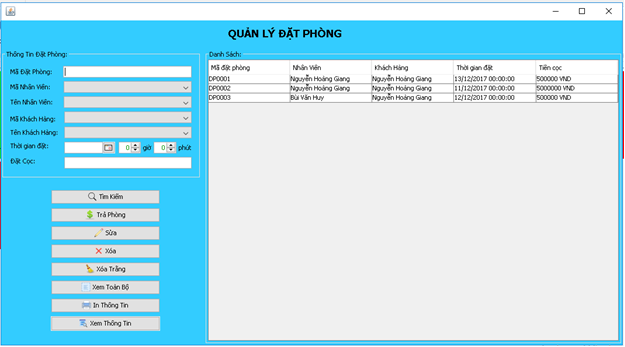 QUẢN LÝ ĐẶT PHÒNG
Thông Tin Đặt Phòng:
Mã Đặt Phòng:
Mã Nhân Viên:
Tên Nhân Viên:
Mã Khách Hàng:
Tên Khách Hàng:
Thời gian đặt: 0 giờ 0 phút
Đặt Cọc:
Tìm Kiếm
Trả Phòng
Sửa
Xóa
Xóa Trắng
Xem Toàn Bộ
In Thông Tin
Xem Thông Tin
Danh Sách:
Mã đặt phòng Nhân Viên Khách Hàng Thời gian đặt Tiền cọc
DP0001 Nguyễn Hoàng Giang Nguyễn Hoàng Giang 13/12/2017 00:00:00 500000 VND
DP0002 Nguyễn Hoàng Giang Nguyễn Hoàng Giang 11/12/2017 00:00:00 5000000 VND
DP0003 Bùi Văn Huy Nguyễn Hoàng Giang 12/12/2017 00:00:00 500000 VND